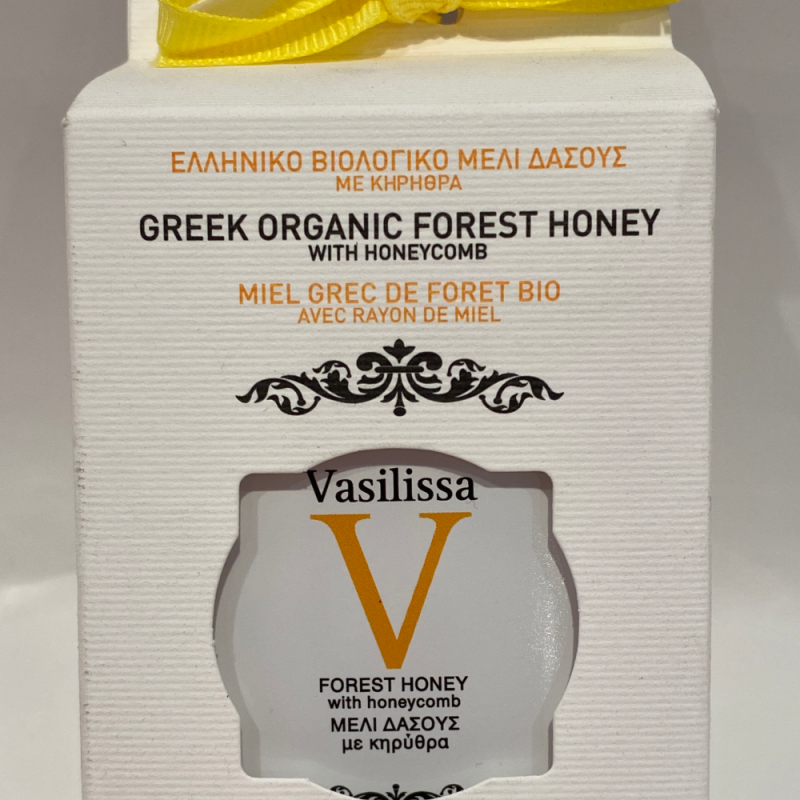 ΕΛΛΗΝΙΚΟ ΒΙΟΛΟΓΙΚΟ ΜΕΛΙ ΔΑΣΟΥΣ
ΜΕ ΚΗΡΗΘΡΑ
GREEK ORGANIC FOREST HONEY
WITH HONEYCOMB
MIEL GREC DE FORET BIO
AVEC RAYON DE MIEL
Vasilissa
V
FOREST HONEY
with honeycomb
ΜΕΛΙ ΔΑΣΟΥΣ
με κηρύθρα